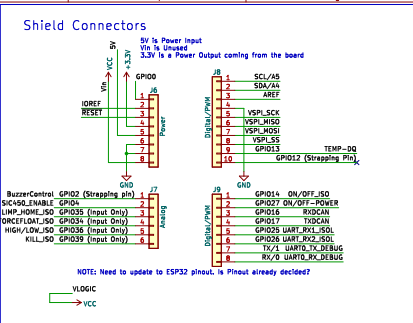 Shield Connectors
5V is Power Input
Vin is Unused
3.3V is a Power Output coming from the board
Vin
VCC
5V
+3.3V
GPIO0
J6
1
IOREF 2
RESET 3
4
5
6
7
8
Power
GND
J8
1 SCL/A5
2 SDA/A4
3 AREF
4
5 VSPI_SCK
6 VSPI_MISO
7 VSPI_MOSI
8 VSPI_SS
9 GPIO13 TEMP-DQ
10 GPIO12 (Strapping Pin)
Digital/PWM
GND
J7
BuzzerControl GPIO2 (Strapping pin) 1
SIC450_ENABLE GPIO4 2
LIMP_HOME_ISO GPIO35 (Input Only) 3
ORCEFLOAT_ISO GPIO34 (Input Only) 4
HIGH/LOW_ISO GPIO36 (Input Only) 5
KILL_ISO GPIO39 (Input Only) 6
Analog
J9
1 GPIO14 ON/OFF_ISO
2 GPIO27 ON/OFF-POWER
3 GPIO16 RXDCAN
4 GPIO17 TXDCAN
5 GPIO25 UART_RX1_ISOL
6 GPIO26 UART_RX2_ISOL
7 TX/1 UART0_TX_DEBUG
8 RX/0 UART0_RX_DEBUG
Digital/PWM
NOTE: Need to update to ESP32 pinout. Is Pinout already decided?
VLOGIC
VCC